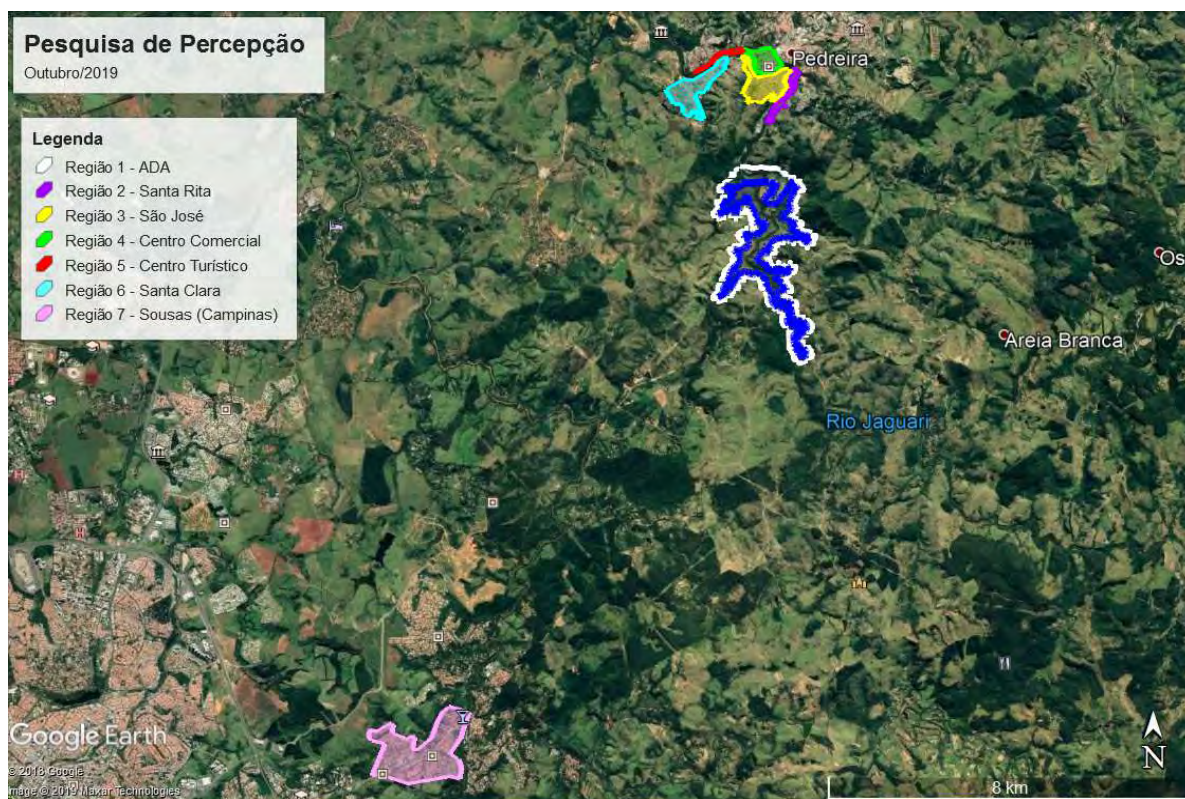 Pesquisa de Percepção
Outubro/2019
Legenda
Região 1 - ADA
Região 2 - Santa Rita
Região 3 - São José
Região 4 - Centro Comercial
Região 5 - Centro Turístico
Região 6 - Santa Clara
Região 7 - Sousas (Campinas)
Pedreira
Os
Areia Branca
Rio Jaguari
Google Earth
© 2018 Google
Image © 2019 Maxar Technologies
N
8 km